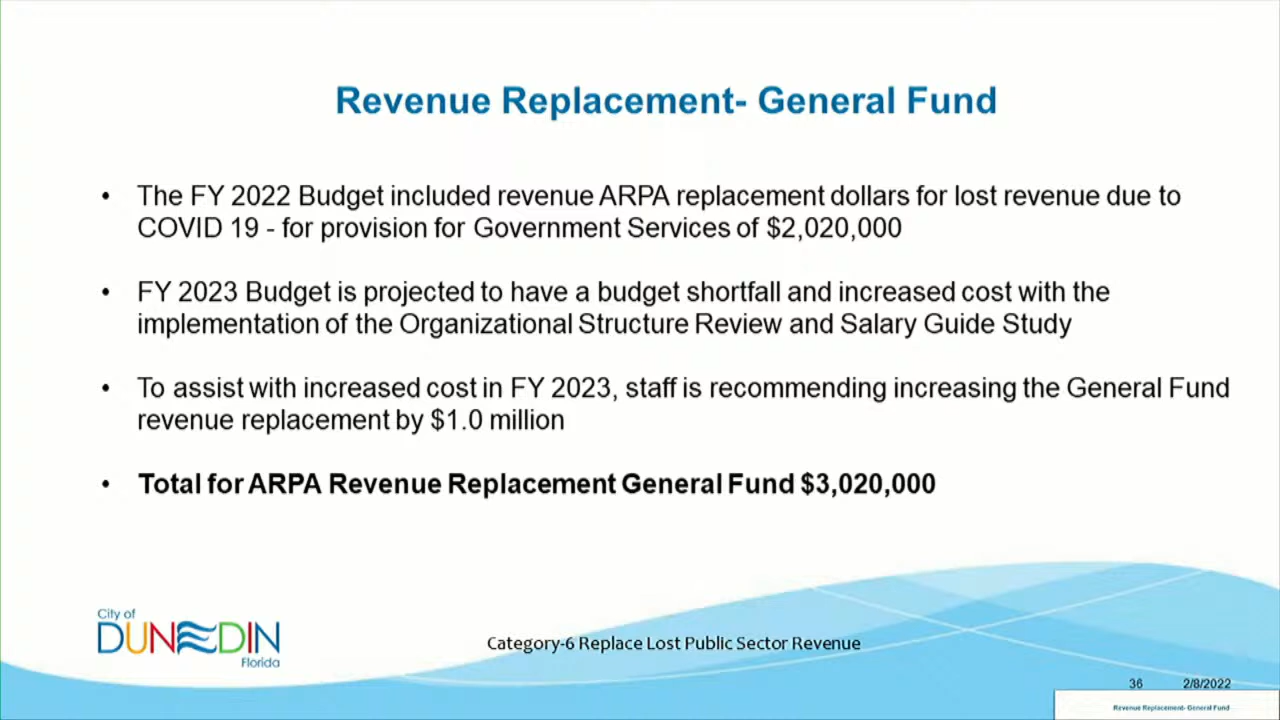 Revenue Replacement- General Fund
• The FY 2022 Budget included revenue ARPA replacement dollars for lost revenue due to
COVID 19 - for provision for Government Services of $2,020,000
• FY 2023 Budget is projected to have a budget shortfall and increased cost with the
implementation of the Organizational Structure Review and Salary Guide Study
• To assist with increased cost in FY 2023, staff is recommending increasing the General Fund
revenue replacement by $1.0 million
• Total for ARPA Revenue Replacement General Fund $3,020,000
City of
DUNEDIN
Florida
Category-6 Replace Lost Public Sector Revenue
36 2/8/2022
Revenue Replacement- General Fund